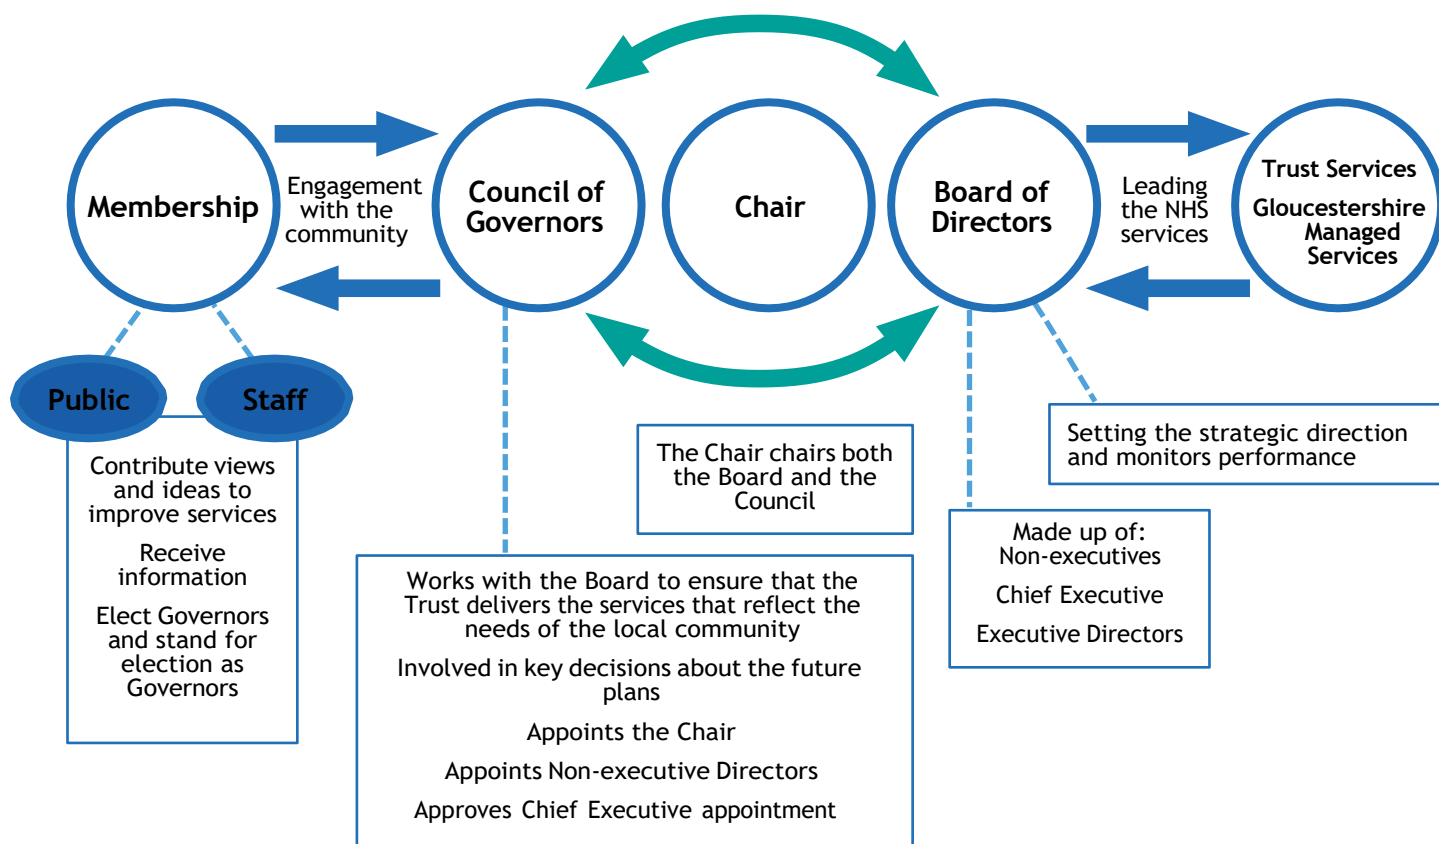 Membership
Engagement
with the
community
Council of
Governors
Chair
Board of
Directors
Leading
the NHS
services
Trust Services
Gloucestershire
Managed
Services
Public
Staff
Contribute views
and ideas to
improve services
Receive
information
Elect Governors
and stand for
election as
Governors
Works with the Board to ensure that the
Trust delivers the services that reflect the
needs of the local community
Involved in key decisions about the future
plans
Appoints the Chair
Appoints Non-executive Directors
Approves Chief Executive appointment
The Chair chairs both
the Board and the
Council
Made up of:
Non-executives
Chief Executive
Executive Directors
Setting the strategic direction
and monitors performance